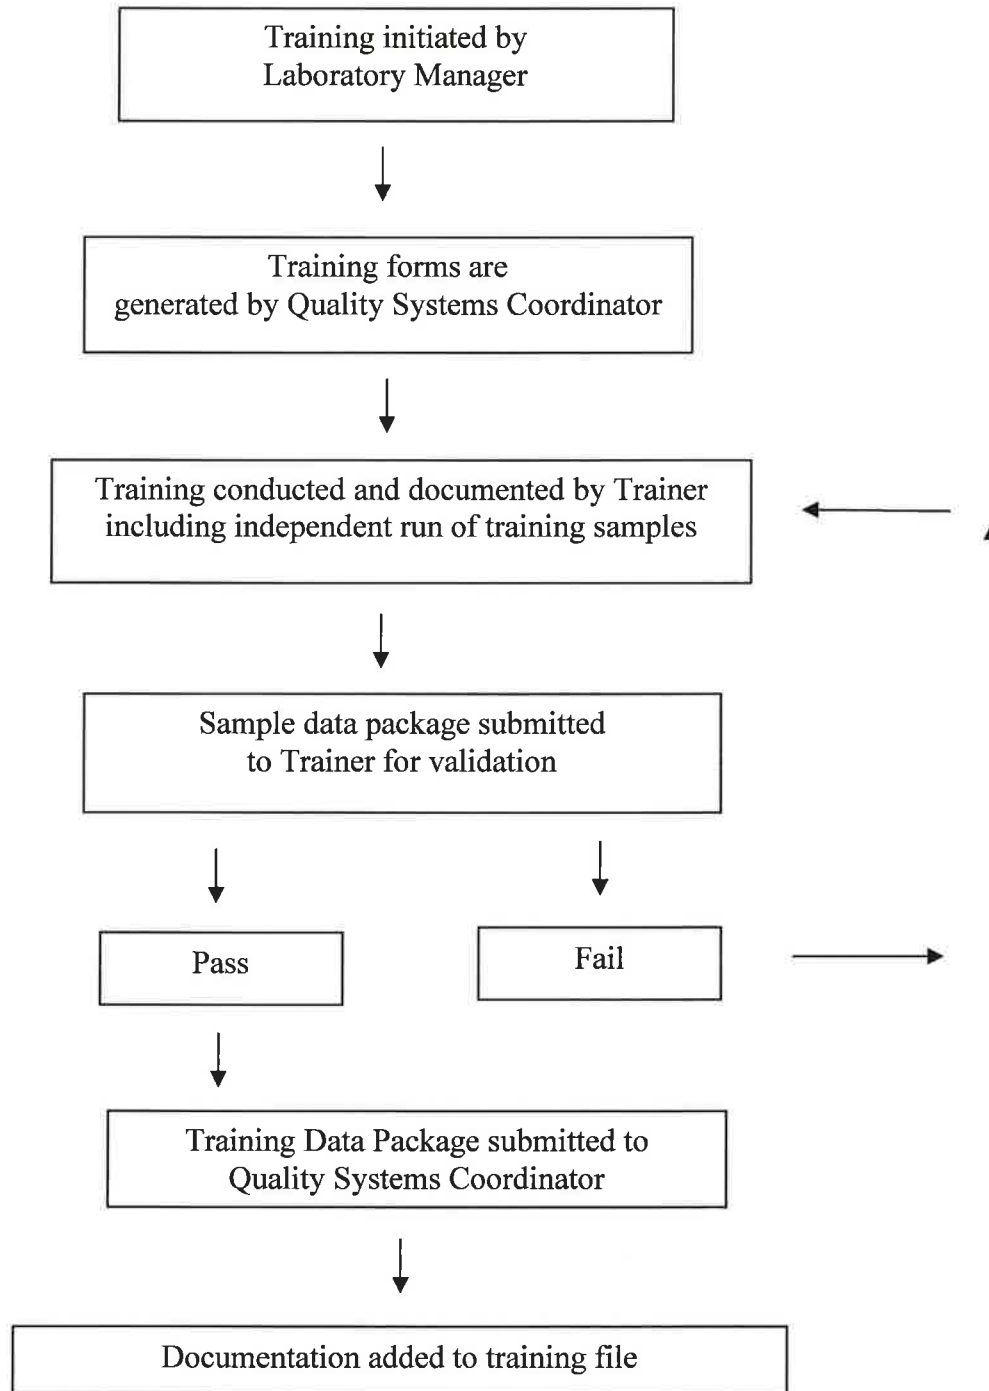 Training initiated by
Laboratory Manager
Training forms are
generated by Quality Systems Coordinator
Training conducted and documented by Trainer
including independent run of training samples
Sample data package submitted
to Trainer for validation
Pass
Fail
Training Data Package submitted to
Quality Systems Coordinator
Documentation added to training file